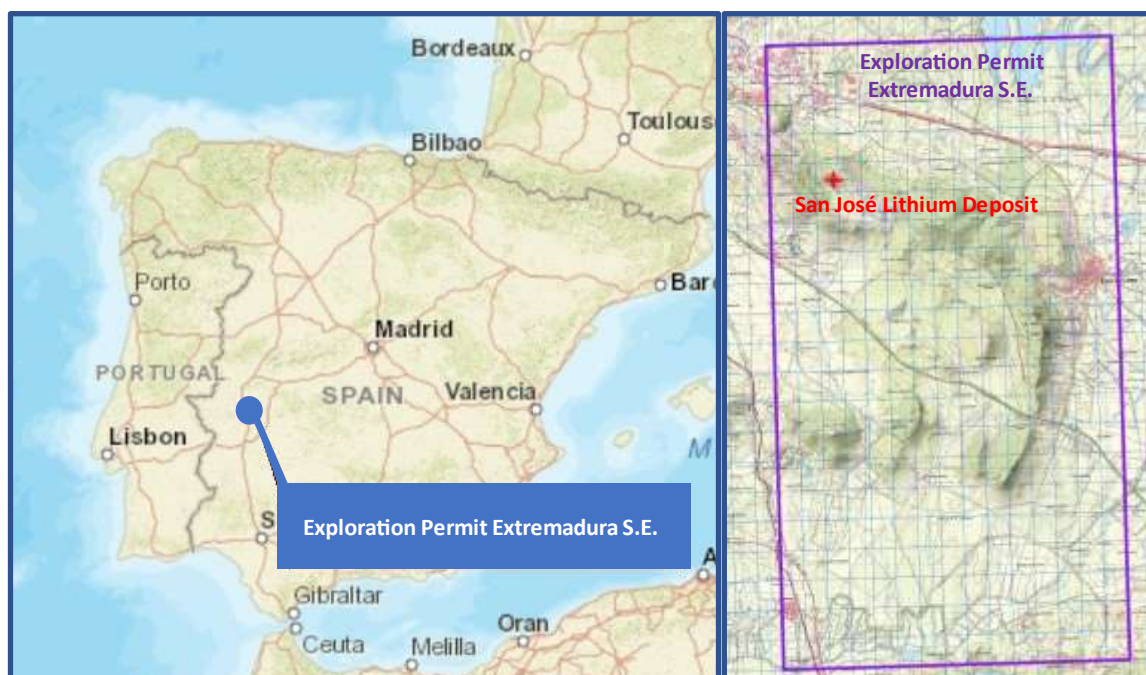 Bordeaux
Toulous
Bilbao
Porto
Bar
Madrid
PORTUGAL
SPAIN
Valencia
Lisbon
M
S
Exploration Permit Extremadura S.E.
A
Gibraltar
Ceuta
Melilla
Oran
Exploration Permit
Extremadura S.E.
San José Lithium Deposit